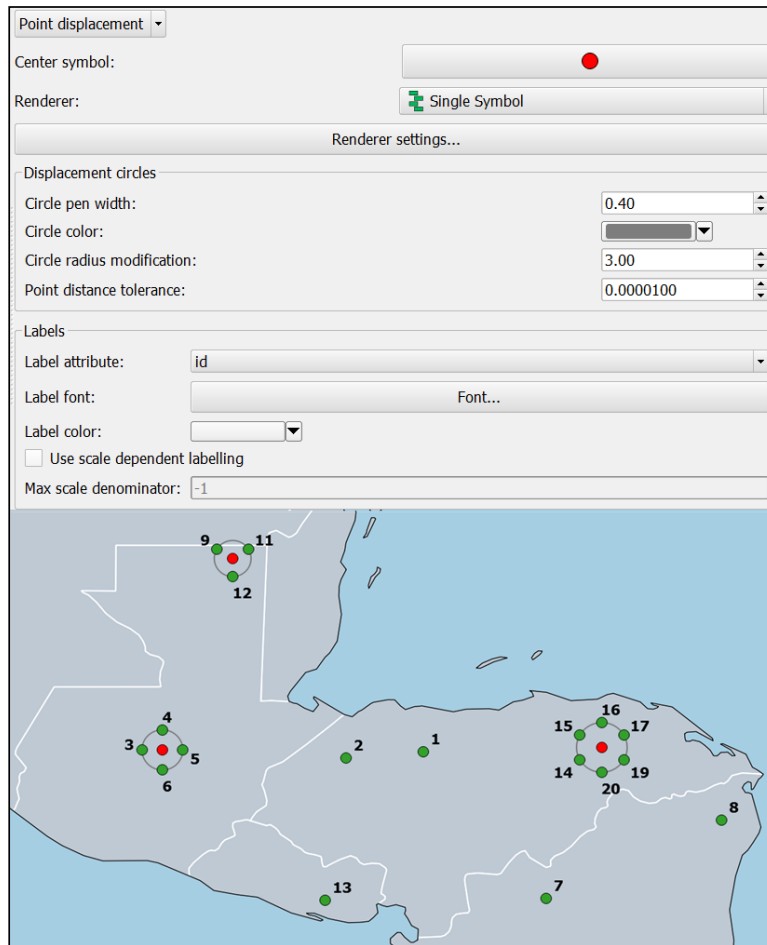 Point displacement
Center symbol:
Renderer: Single Symbol
Renderer settings...
Displacement circles
Circle pen width: 0.40
Circle color:
Circle radius modification: 3.00
Point distance tolerance: 0.0000100
Labels
Label attribute: id
Label font: Font...
Label color:
Use scale dependent labelling
Max scale denominator: -1
9 11
12
4
3 5
6
2 1
16
15 17
14 19
20
8
13 7